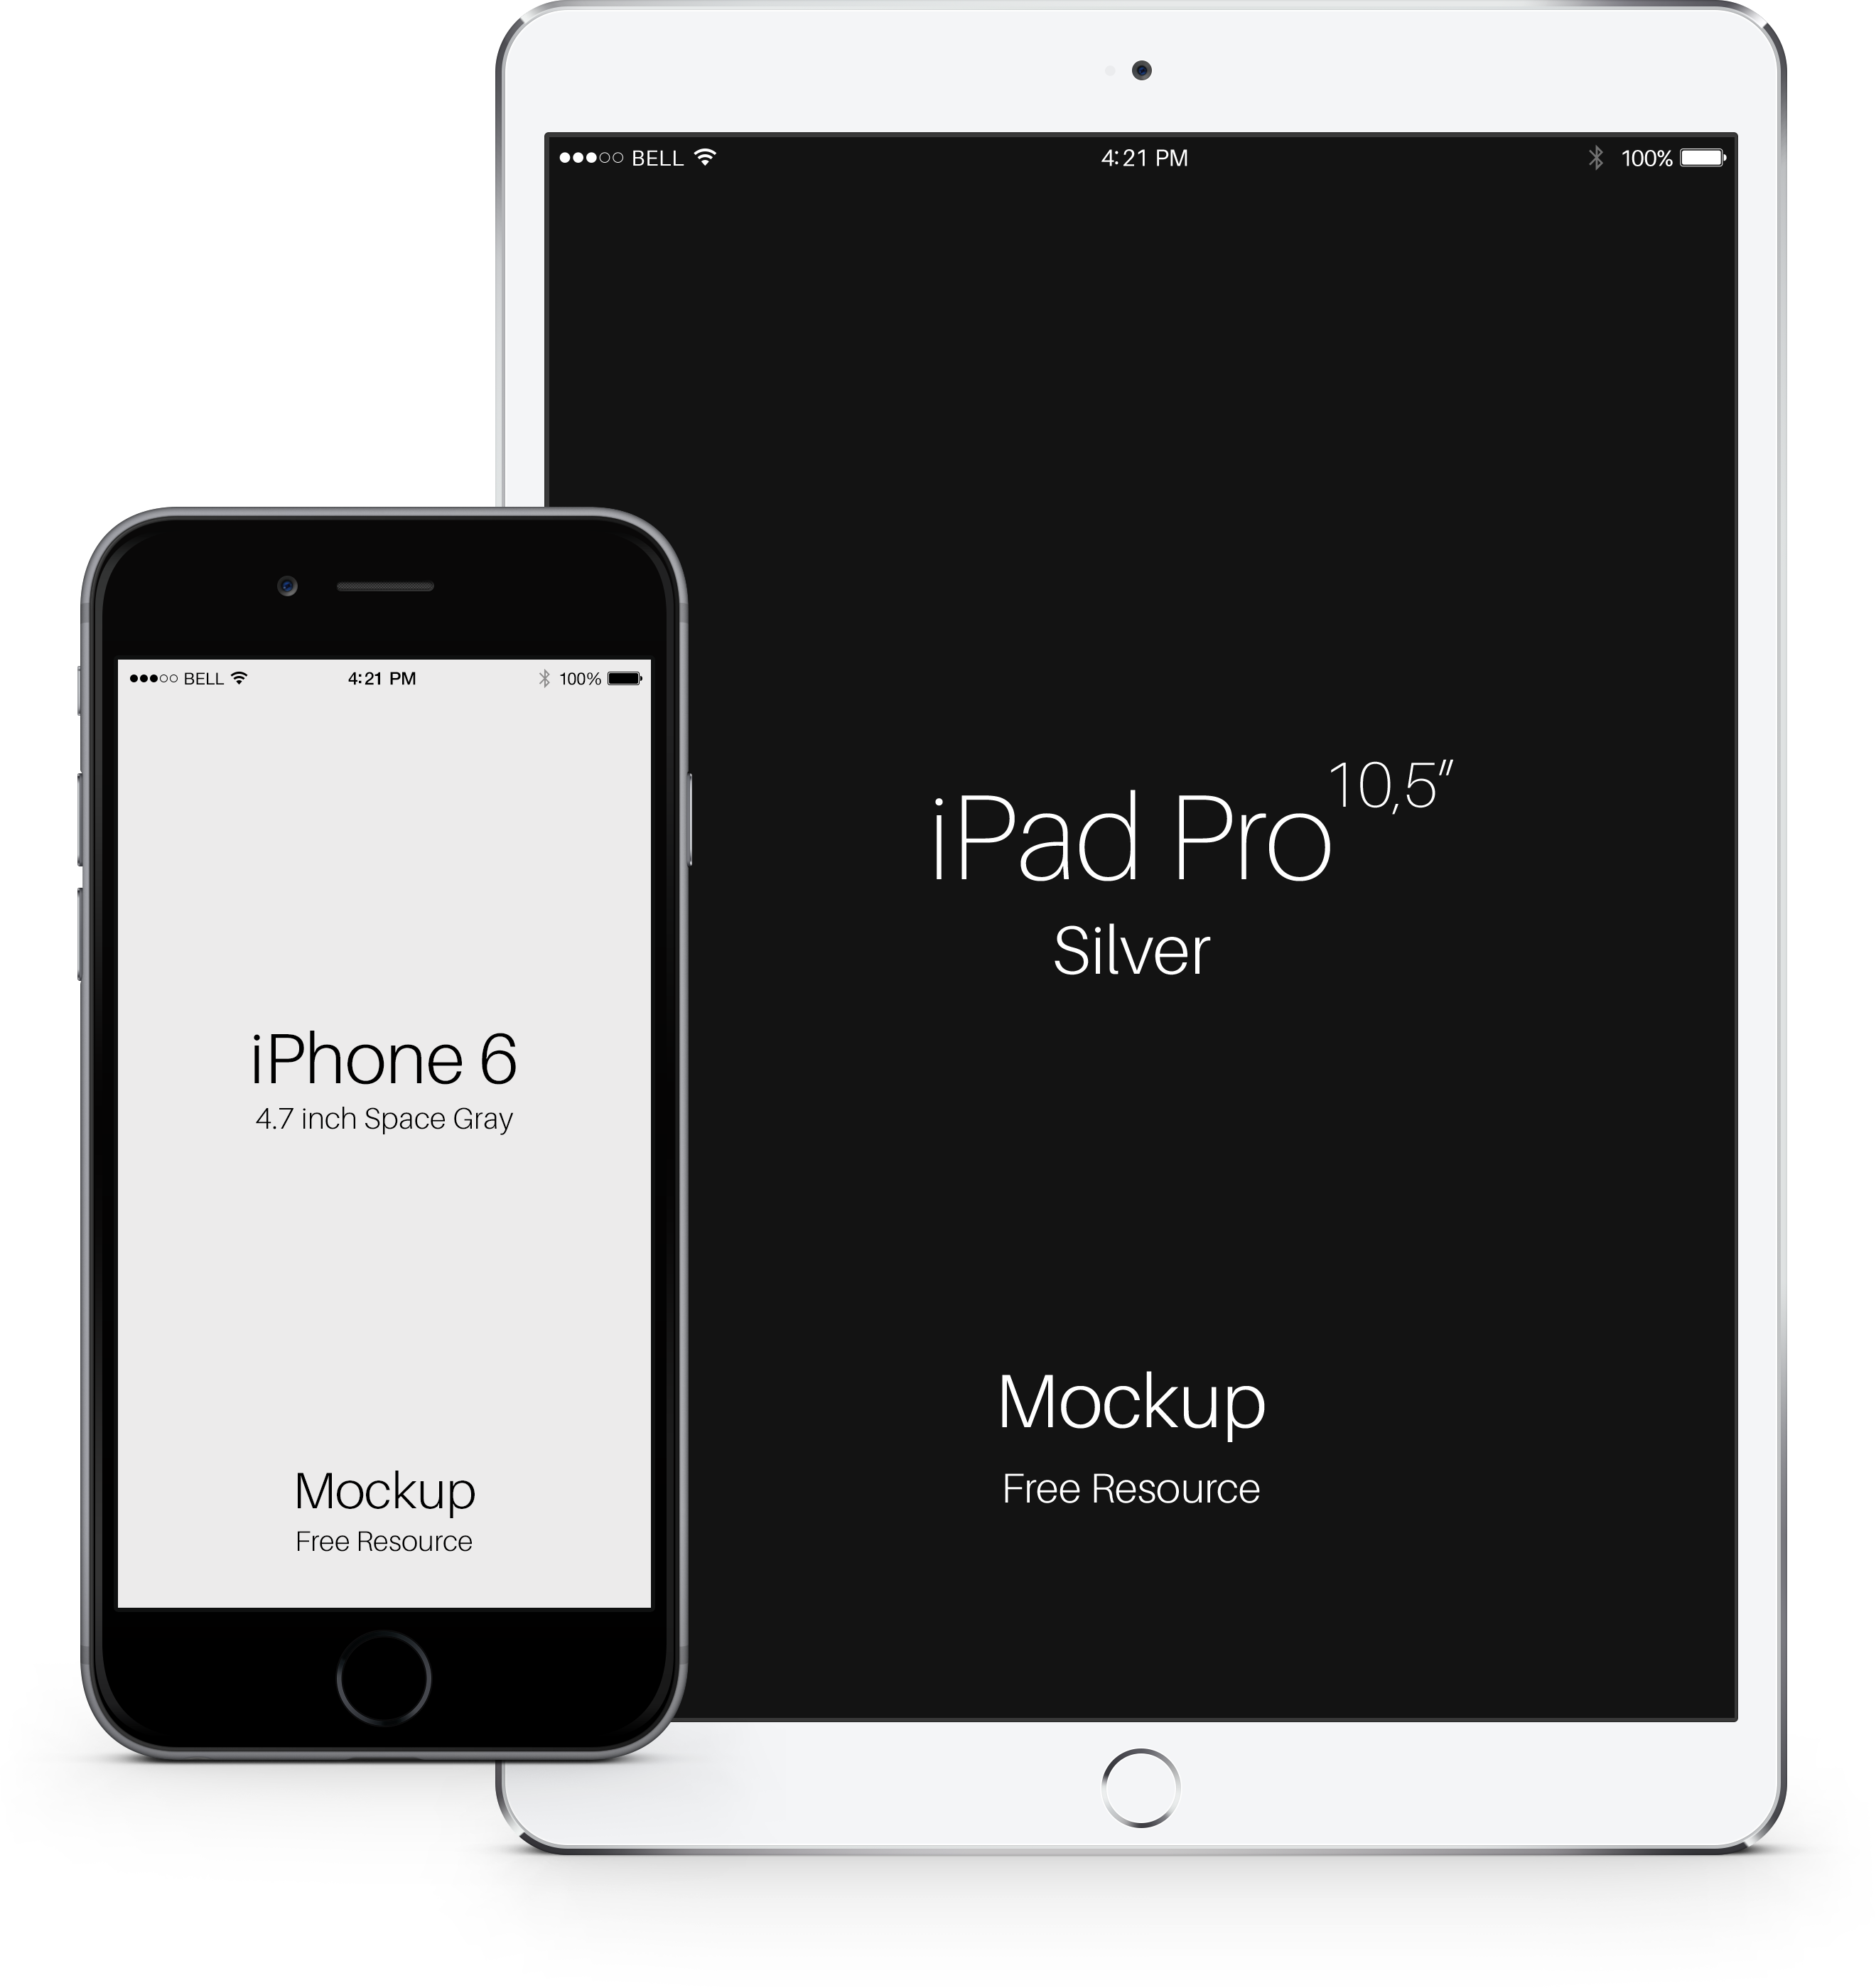 BELL 4:21 PM 100%
iPad Pro 10,5”
Silver
Mockup
Free Resource
BELL 4:21 PM 100%
iPhone 6
4.7 inch Space Gray
Mockup
Free Resource